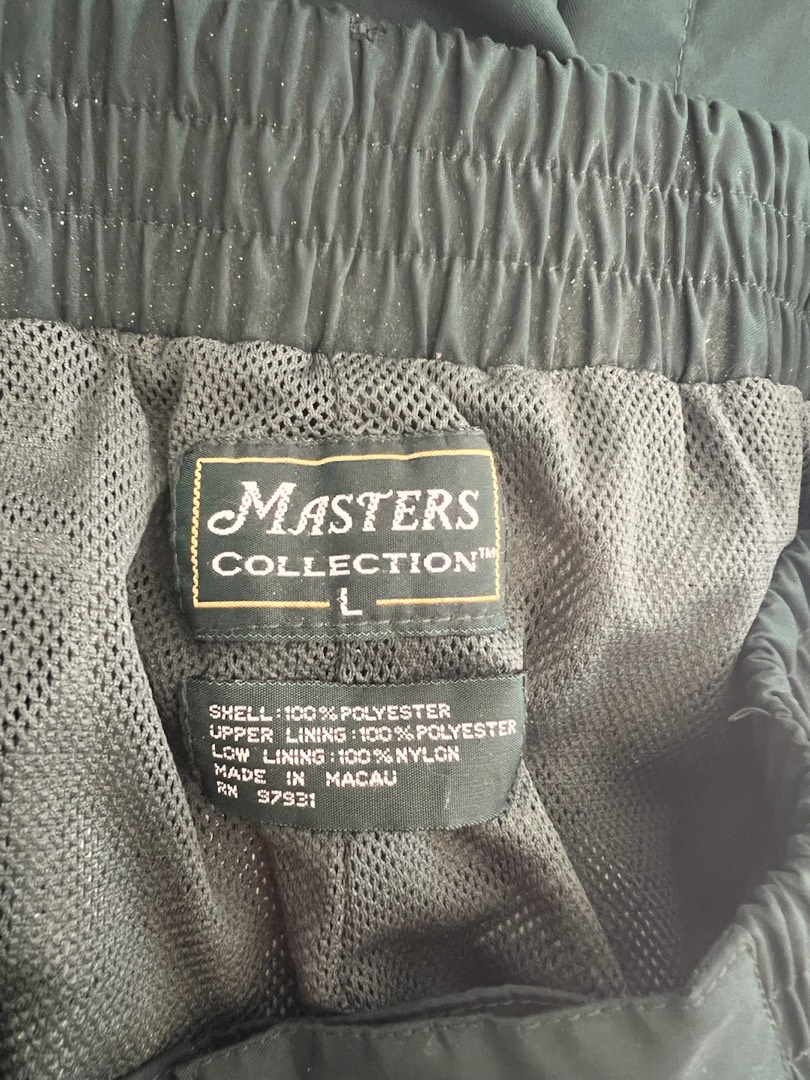 MASTERS
COLLECTION™
L
SHELL:100%POLYESTER
UPPER LINING:100%POLYESTER
LOW LINING:100%NYLON
MADE IN MACAU
RN 97931